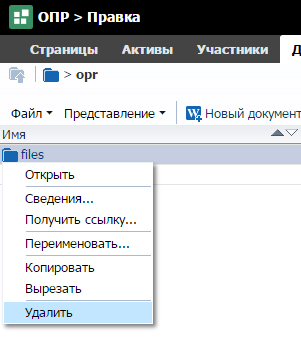 ОПР > Правка
Страницы Активы Участники Д
> opr
Файл Представление Новый документ
Имя
files
Открыть
Сведения...
Получить ссылку...
Переименовать...
Копировать
Вырезать
Удалить